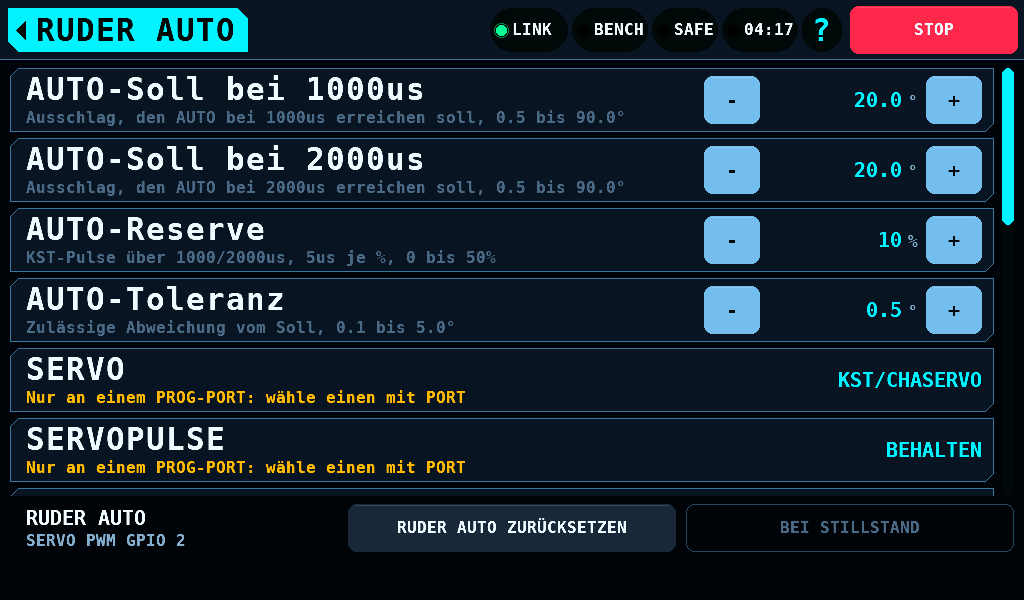 RUDER AUTO
LINK
BENCH
SAFE
04:17
?
STOP
AUTO-Soll bei 1000us
Ausschlag, den AUTO bei 1000us erreichen soll, 0.5 bis 90.0°
-
20.0 °
+
AUTO-Soll bei 2000us
Ausschlag, den AUTO bei 2000us erreichen soll, 0.5 bis 90.0°
-
20.0 °
+
AUTO-Reserve
KST-Pulse über 1000/2000us, 5us je %, 0 bis 50%
-
10 %
+
AUTO-Toleranz
Zulässige Abweichung vom Soll, 0.1 bis 5.0°
-
0.5 °
+
SERVO
Nur an einem PROG-PORT: wähle einen mit PORT
KST/CHASERVO
SERVOPULSE
Nur an einem PROG-PORT: wähle einen mit PORT
BEHALTEN
RUDER AUTO
SERVO PWM GPIO 2
RUDER AUTO ZURÜCKSETZEN
BEI STILLSTAND